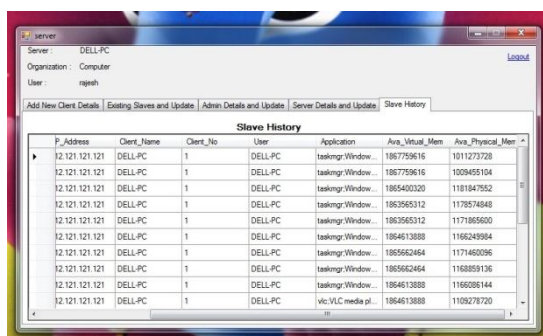 server
Server : DELL-PC
Logout
Organization : Computer
User : rajesh
Add New Client Details Existing Slaves and Update Admin Details and Update Server Details and Update Slave History
Slave History
P_Address Client_Name Client_No User Application Ava_Virtual_Mem Ava_Physical_Mem
12.121.121.121 DELL-PC 1 DELL-PC taskmgr;Window... 1867759616 1011273728
12.121.121.121 DELL-PC 1 DELL-PC taskmgr;Window... 1867759616 1009455104
12.121.121.121 DELL-PC 1 DELL-PC taskmgr;Window... 1865400320 1181847552
12.121.121.121 DELL-PC 1 DELL-PC taskmgr;Window... 1863565312 1178574848
12.121.121.121 DELL-PC 1 DELL-PC taskmgr;Window... 1863565312 1171865600
12.121.121.121 DELL-PC 1 DELL-PC taskmgr;Window... 1864613888 1166249984
12.121.121.121 DELL-PC 1 DELL-PC taskmgr;Window... 1865662464 1171460096
12.121.121.121 DELL-PC 1 DELL-PC taskmgr;Window... 1865662464 1168859136
12.121.121.121 DELL-PC 1 DELL-PC taskmgr;Window... 1864613888 1166086144
12.121.121.121 DELL-PC 1 DELL-PC vlc;VLC media pl... 1864613888 1109278720